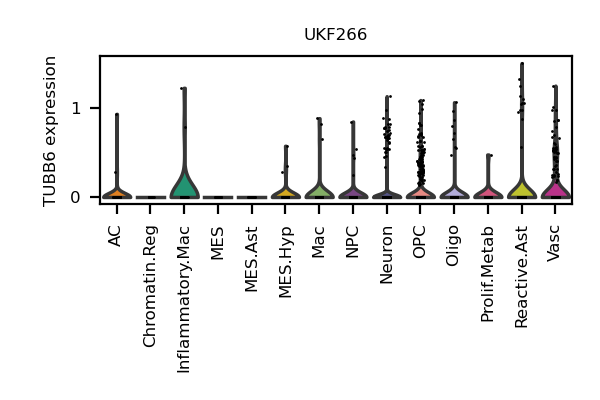 UKF266
TUBB6 expression
1
0
AC
Chromatin.Reg
Inflammatory.Mac
MES
MES.Ast
MES.Hyp
Mac
NPC
Neuron
OPC
Oligo
Prolif.Metab
Reactive.Ast
Vasc